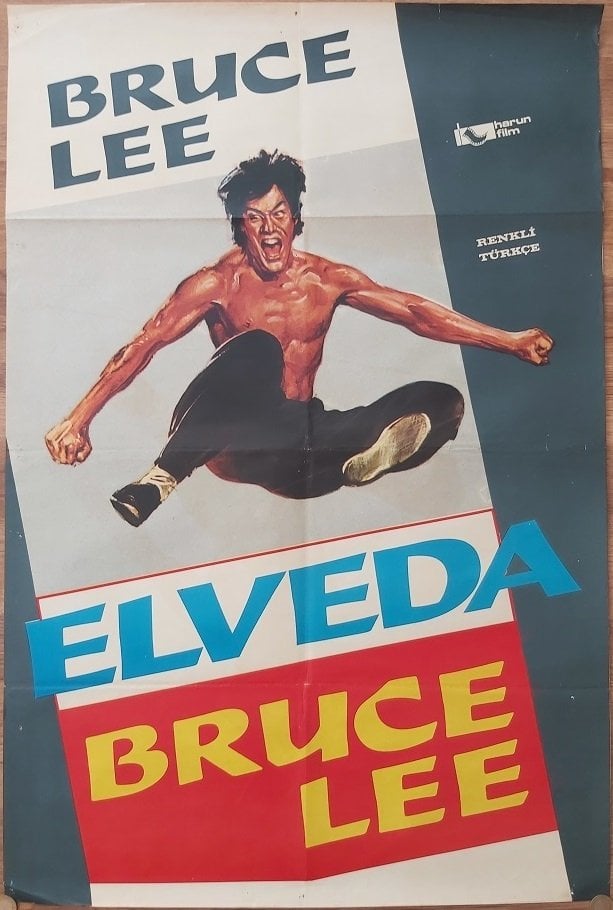 BRUCE
LEE
harun
film
RENKLİ
TÜRKÇE
ELVEDA
BRUCE
LEE